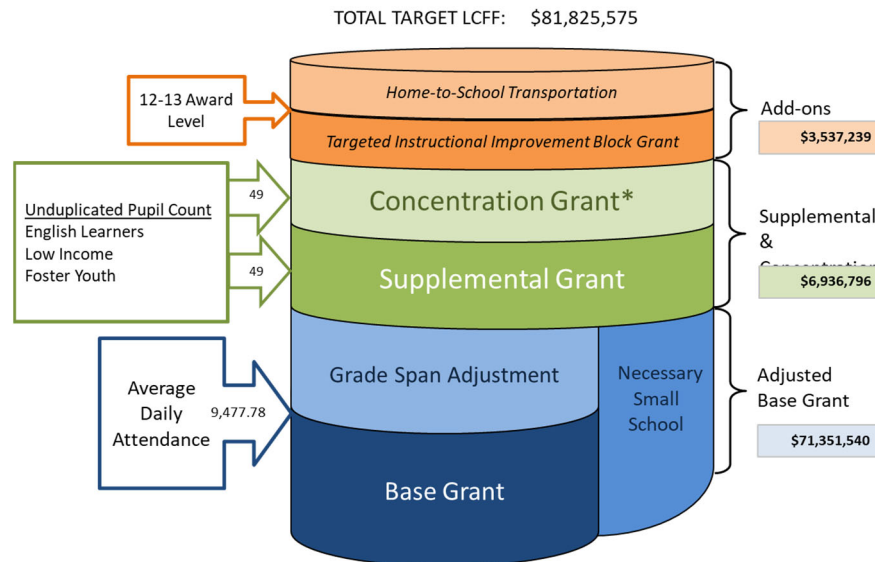 TOTAL TARGET LCFF: $81,825,575
12-13 Award
Level
Home-to-School Transportation
Targeted Instructional Improvement Block Grant
Add-ons
$3,537,239
Unduplicated Pupil Count
English Learners
Low Income
Foster Youth
49
49
Concentration Grant*
Supplemental Grant
Supplemental
&
Concentration
$6,936,796
Average
Daily
Attendance
9,477.78
Grade Span Adjustment
Base Grant
Necessary
Small
School
Adjusted
Base Grant
$71,351,540